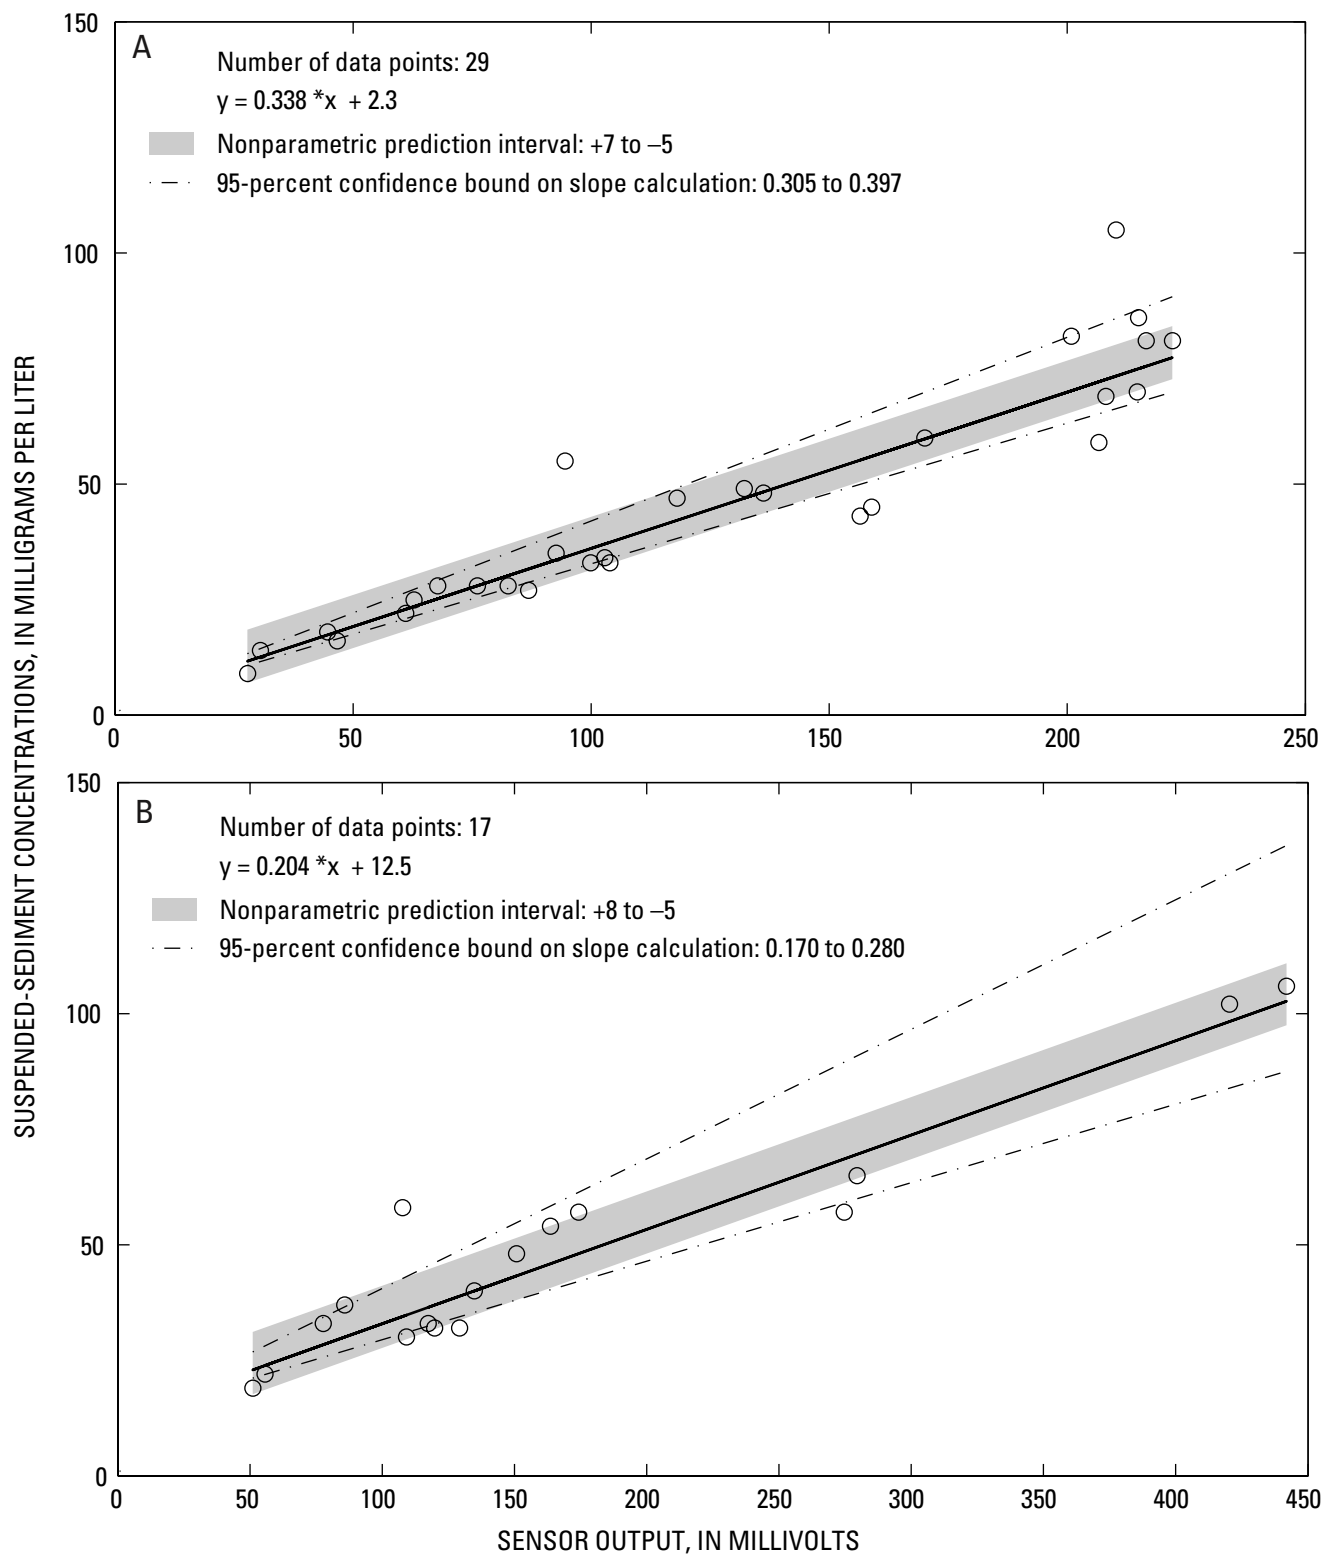 SUSPENDED-SEDIMENT CONCENTRATIONS, IN MILLIGRAMS PER LITER
A
Number of data points: 29
y = 0.338 *x + 2.3
Nonparametric prediction interval: +7 to –5
95-percent confidence bound on slope calculation: 0.305 to 0.397
150
100
50
0
0 50 100 150 200 250
B
Number of data points: 17
y = 0.204 *x + 12.5
Nonparametric prediction interval: +8 to –5
95-percent confidence bound on slope calculation: 0.170 to 0.280
150
100
50
0
0 50 100 150 200 250 300 350 400 450
SENSOR OUTPUT, IN MILLIVOLTS